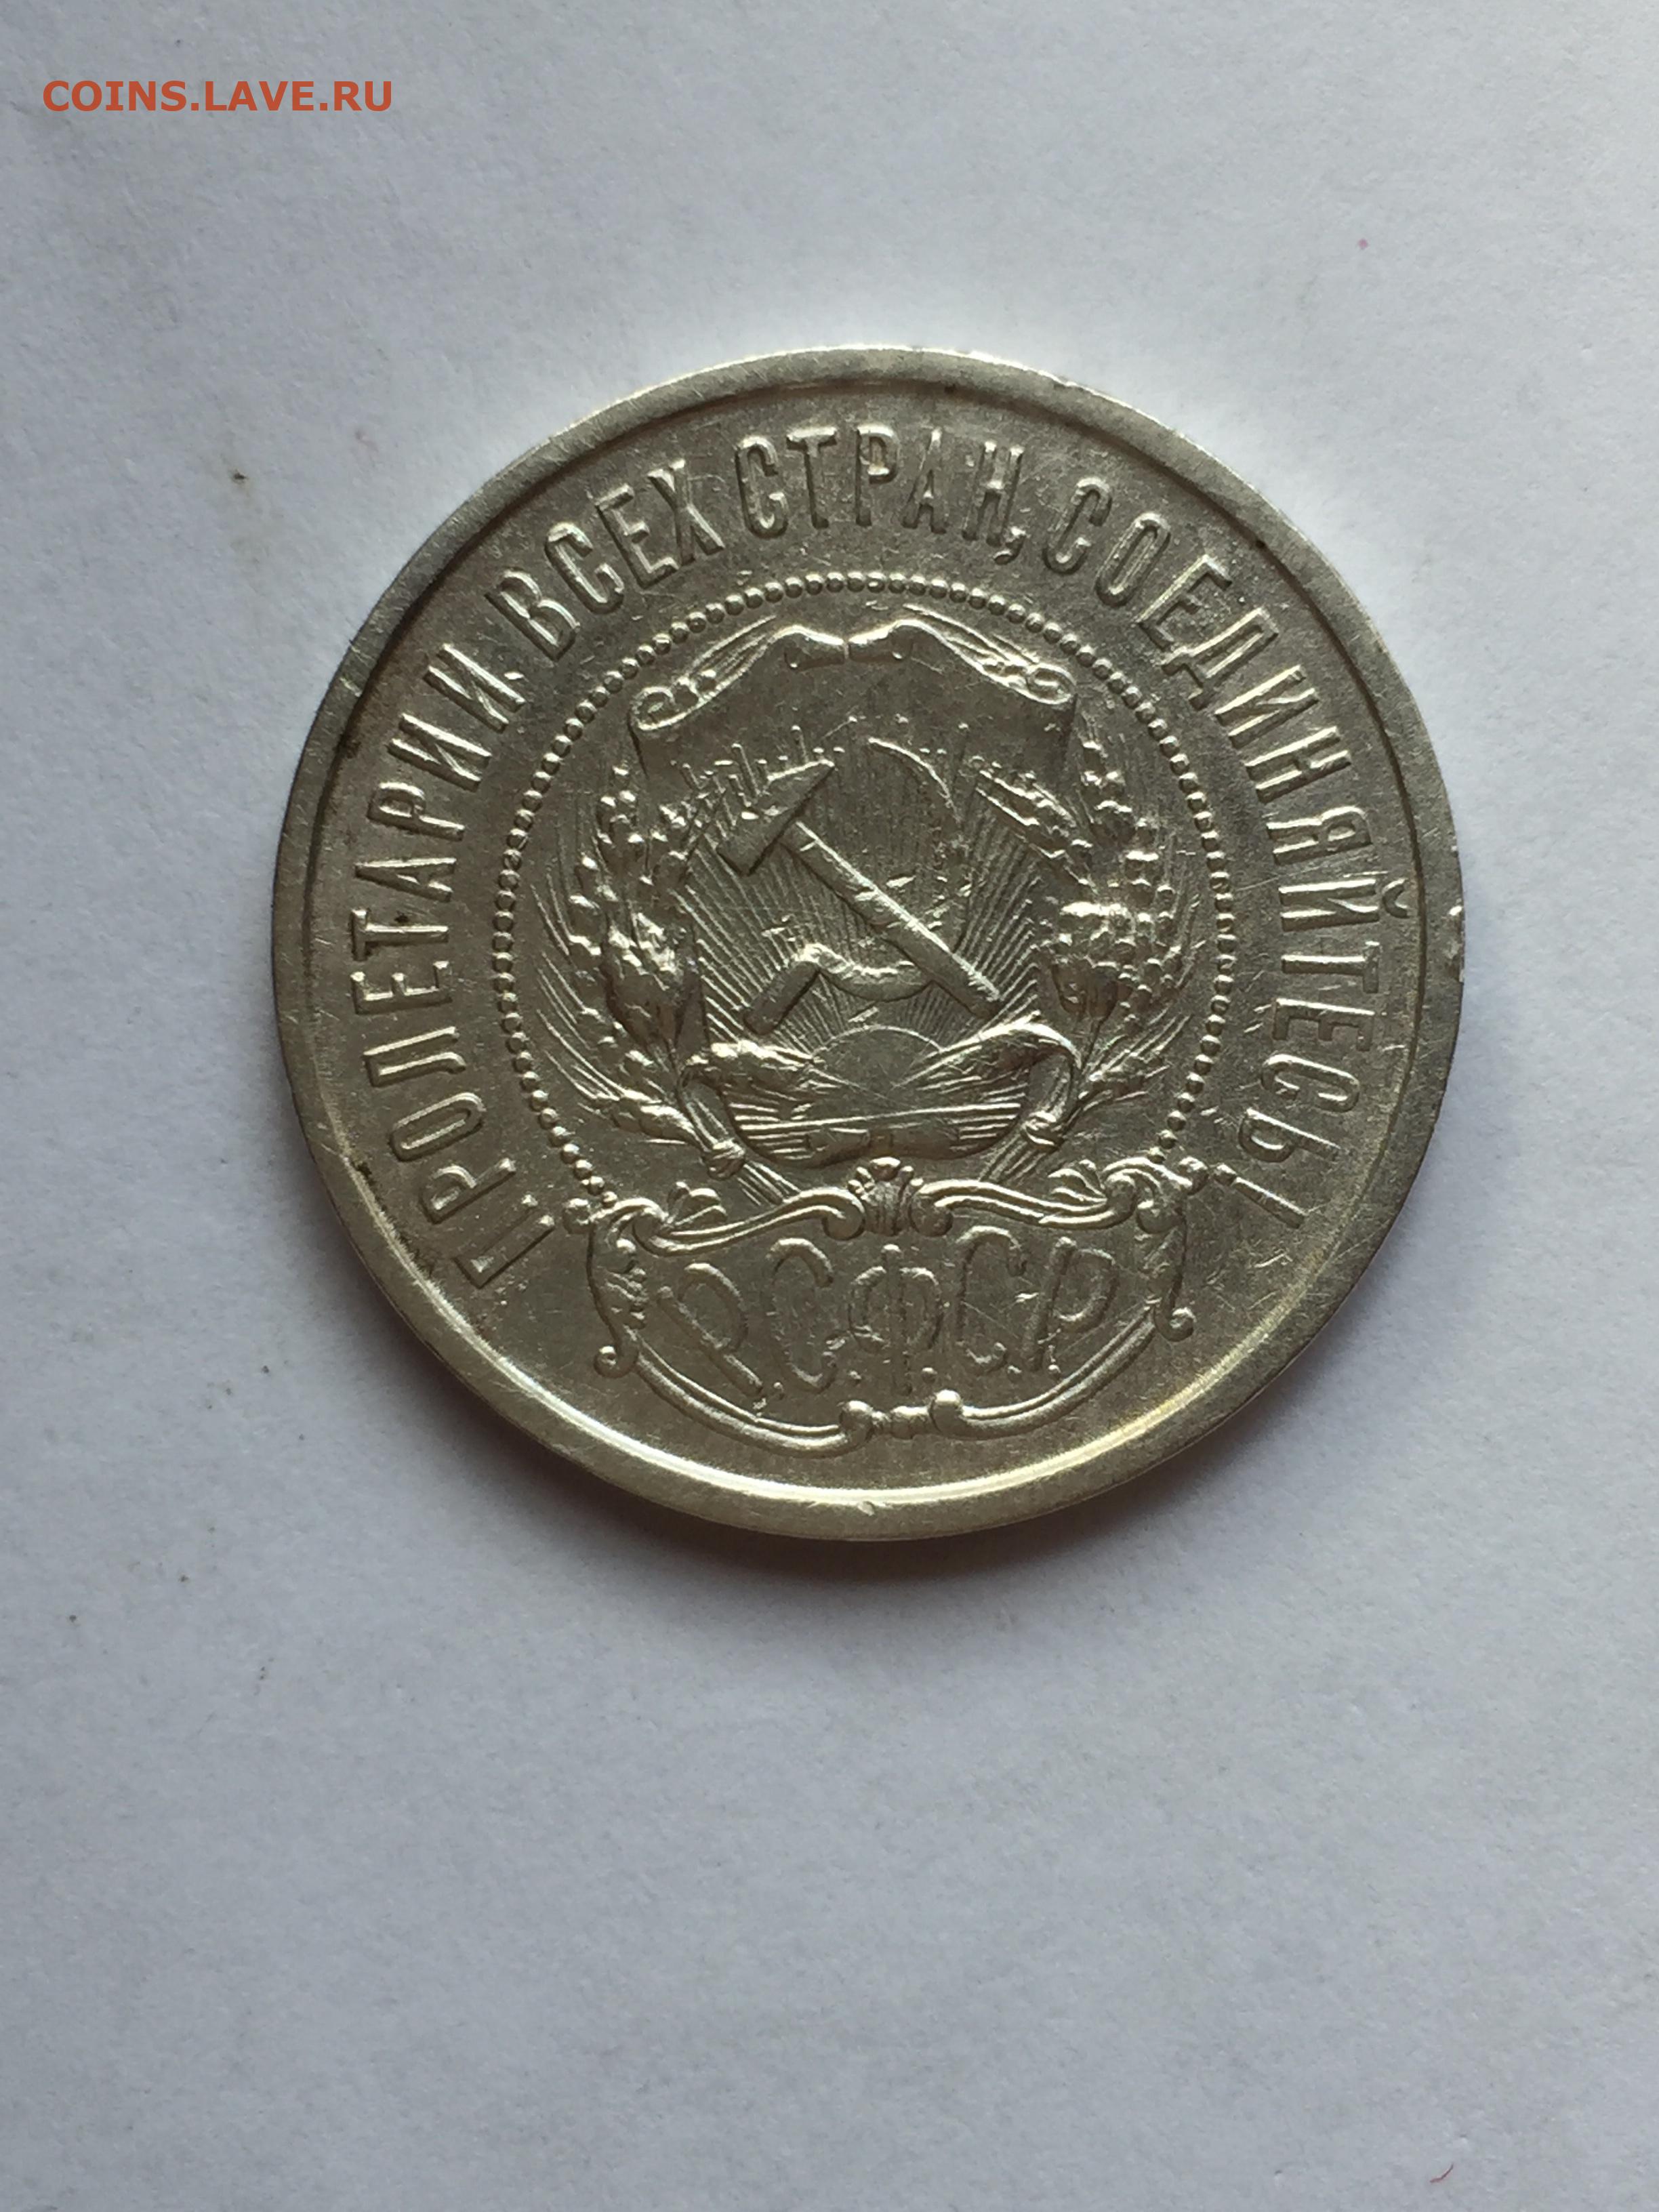 COINS.LAVE.RU
ПРОЛЕТАРИИ ВСЕХ СТРАН, СОЕДИНЯЙТЕСЬ!
Р.С.Ф.С.Р.